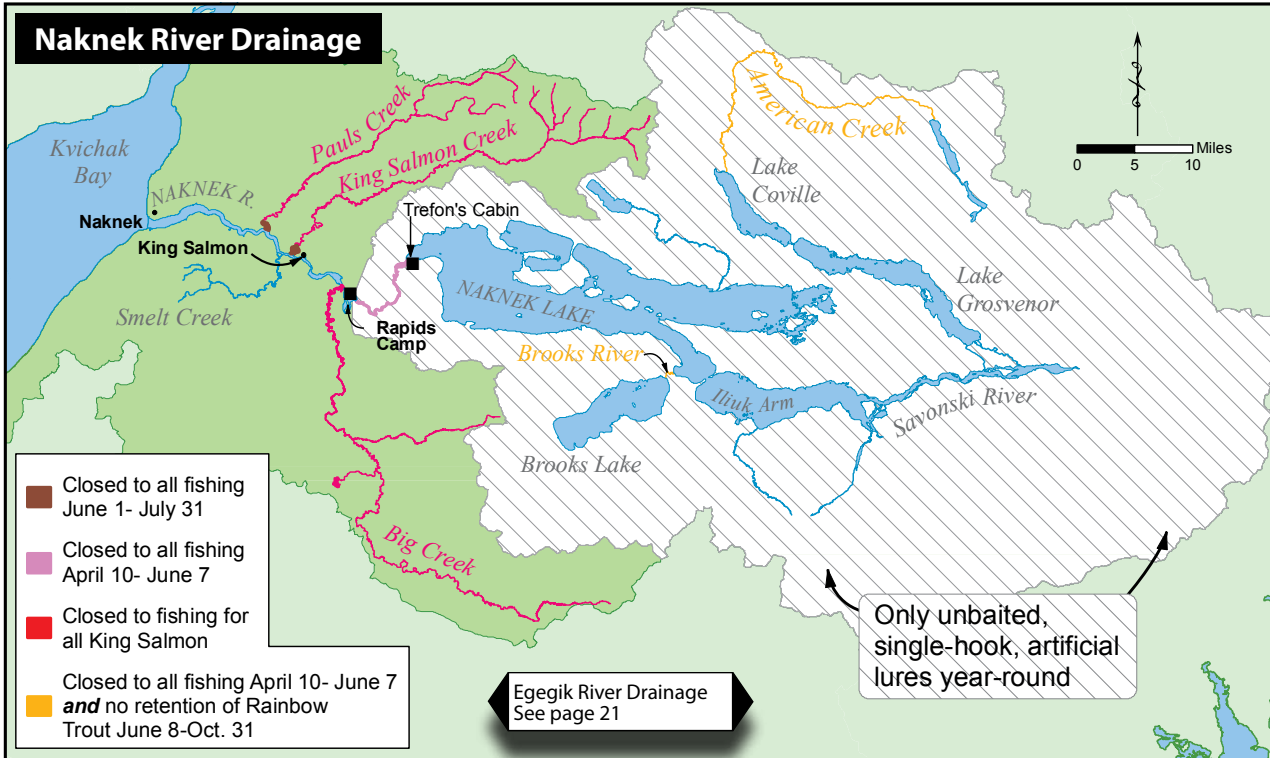 Naknek River Drainage
Kvichak
Bay
NAKNEK R.
Naknek
King Salmon
Smelt Creek
Pauls Creek
King Salmon Creek
Trefon's Cabin
Rapids
Camp
NAKNEK LAKE
Brooks River
Brooks Lake
Iliuk Arm
Savonski River
American Creek
Lake
Coville
Lake
Grosvenor
Big Creek
0 5 10 Miles
Closed to all fishing
June 1- July 31
Closed to all fishing
April 10- June 7
Closed to fishing for
all King Salmon
Closed to all fishing April 10- June 7
and no retention of Rainbow
Trout June 8-Oct. 31
Egegik River Drainage
See page 21
Only unbaited,
single-hook, artificial
lures year-round